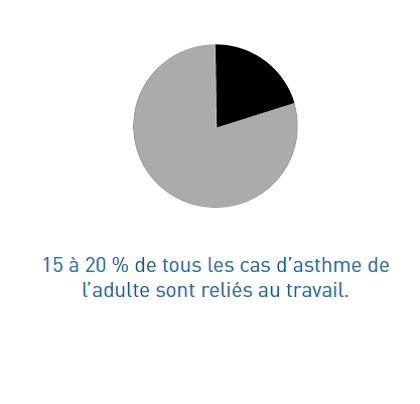 15 à 20 % de tous les cas d’asthme de
l’adulte sont reliés au travail.